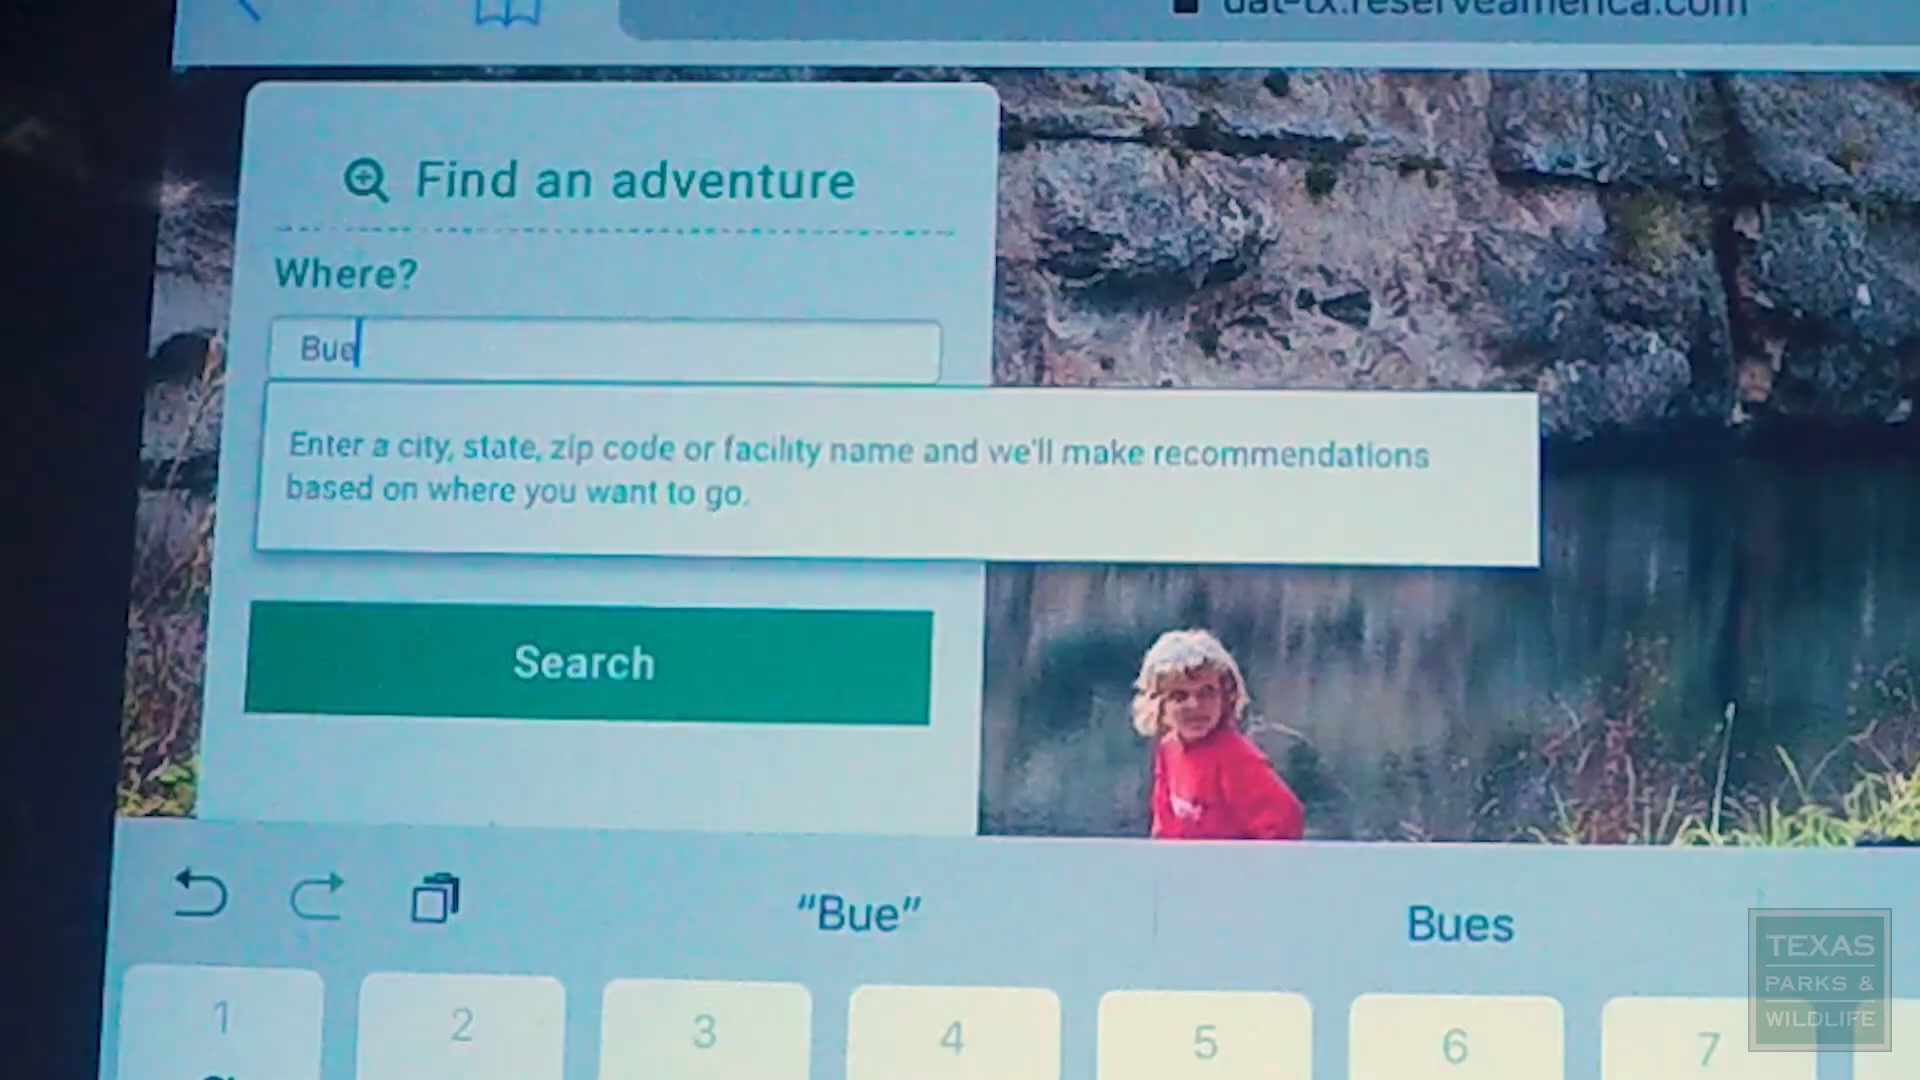 Find an adventure
Where?
Bue
Enter a city, state, zip code or facility name and we'll make recommendations
based on where you want to go.
Search
“Bue”
Bues
1
2
3
4
5
6
7
TEXAS
PARKS &
WILDLIFE